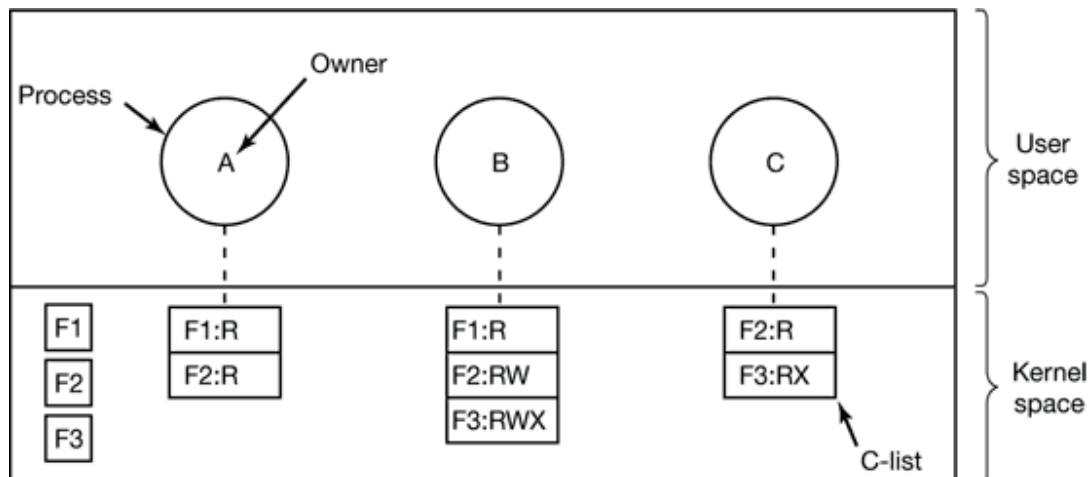 Owner
Process
A
B
C
User
space
F1
F2
F3
F1:R
F2:R
F1:R
F2:RW
F3:RWX
F2:R
F3:RX
Kernel
space
C-list